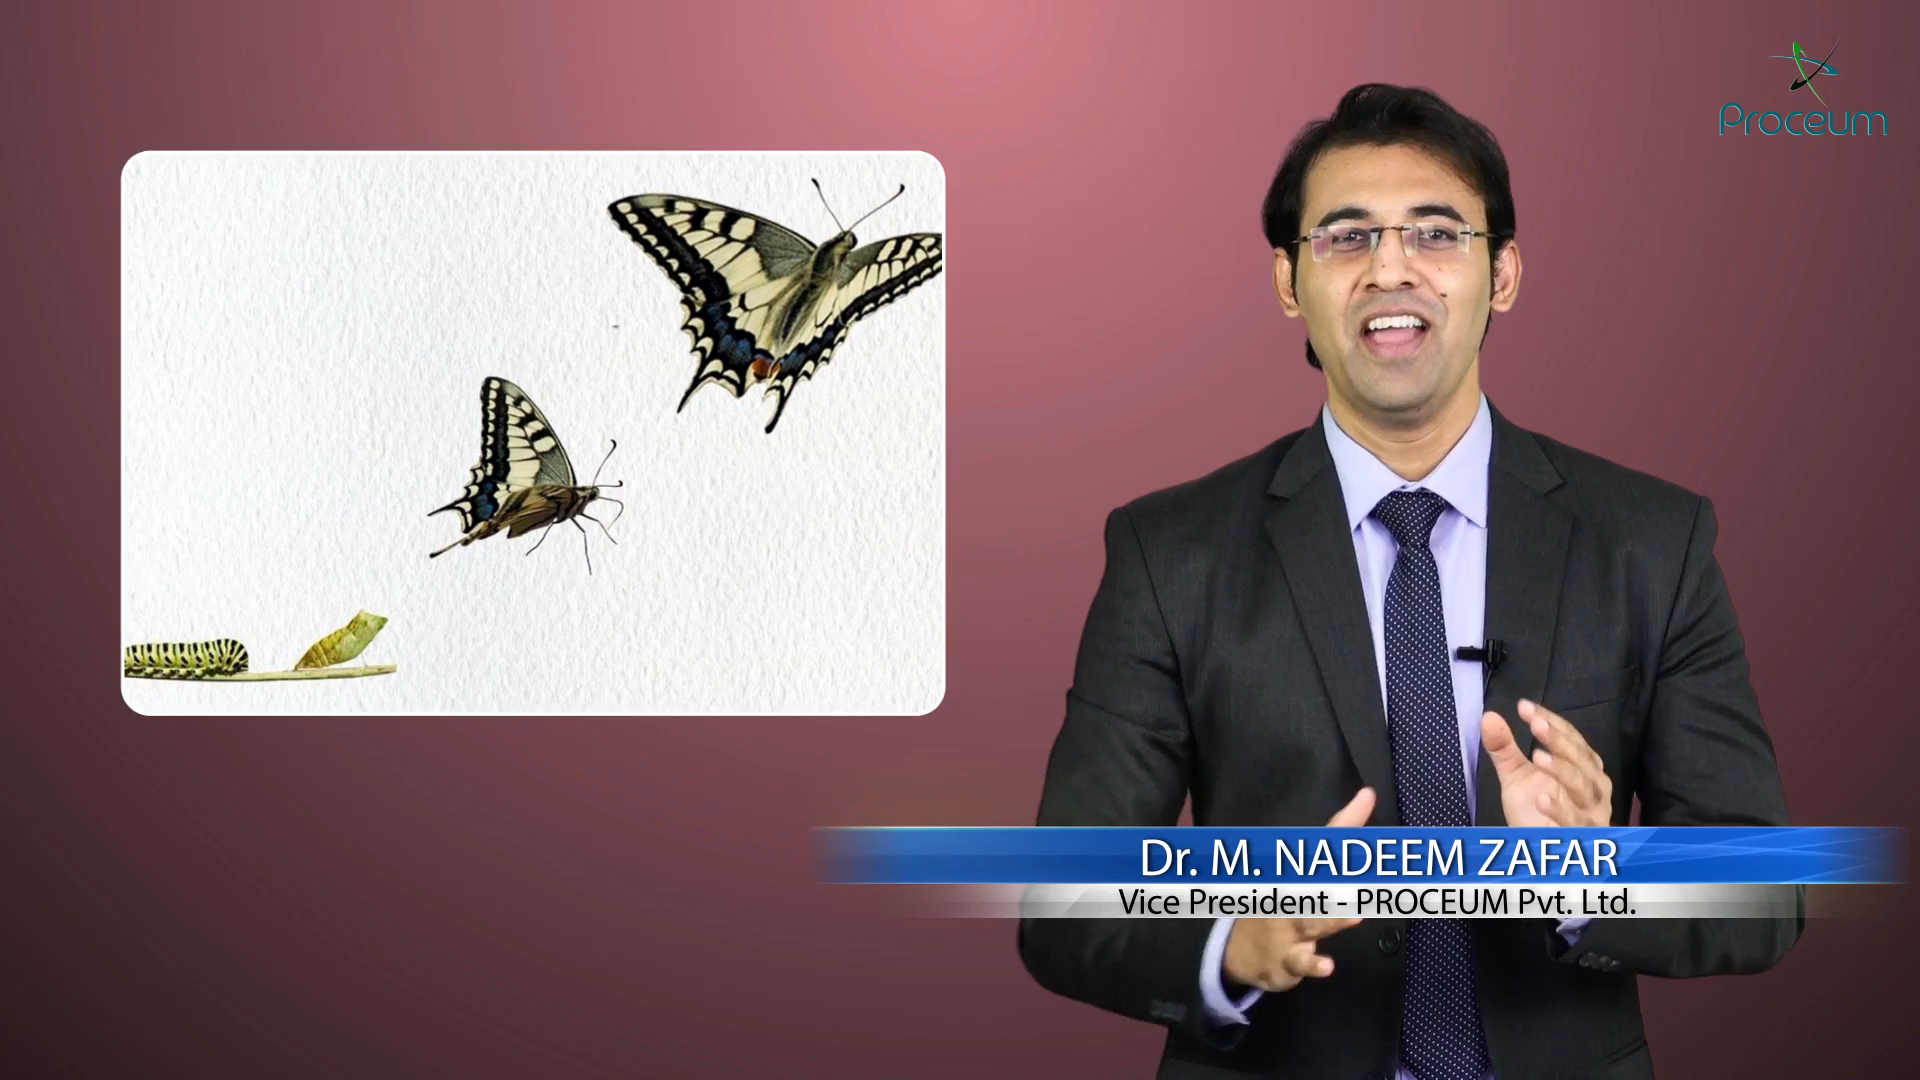 Proceum
Dr. M. NADEEM ZAFAR
Vice President - PROCEUM Pvt. Ltd.